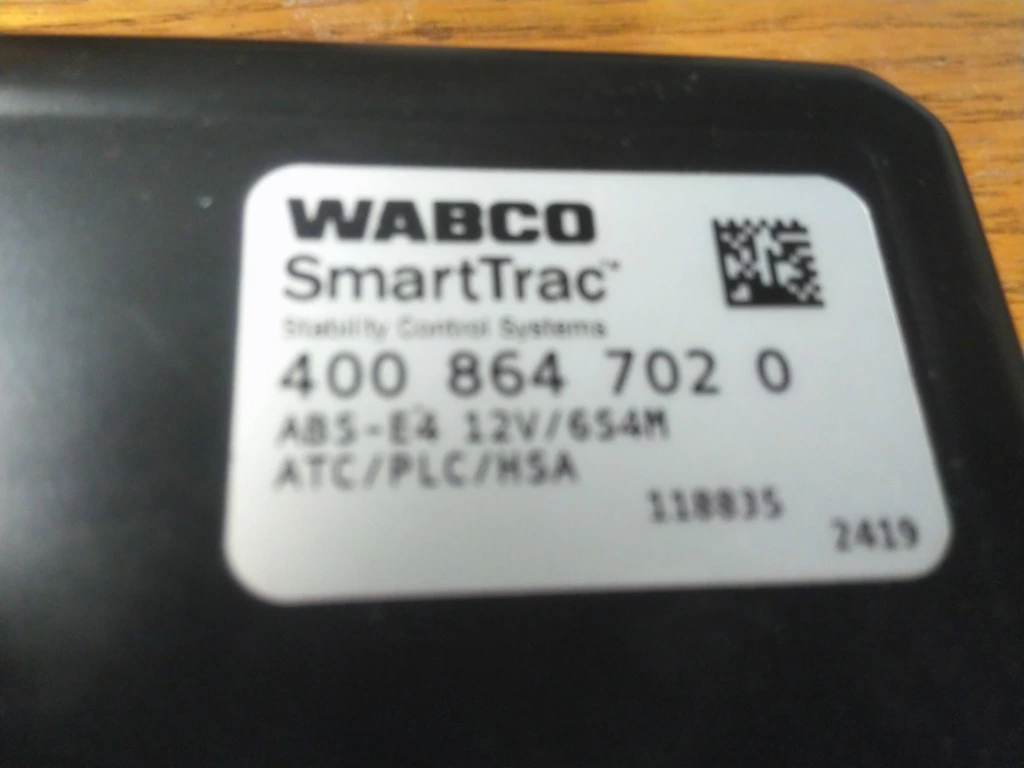 WABCO
SmartTrac™
Stability Control Systems
400 864 702 0
ABS-E4 12V/6S4M
ATC/PLC/HSA
118835
2419